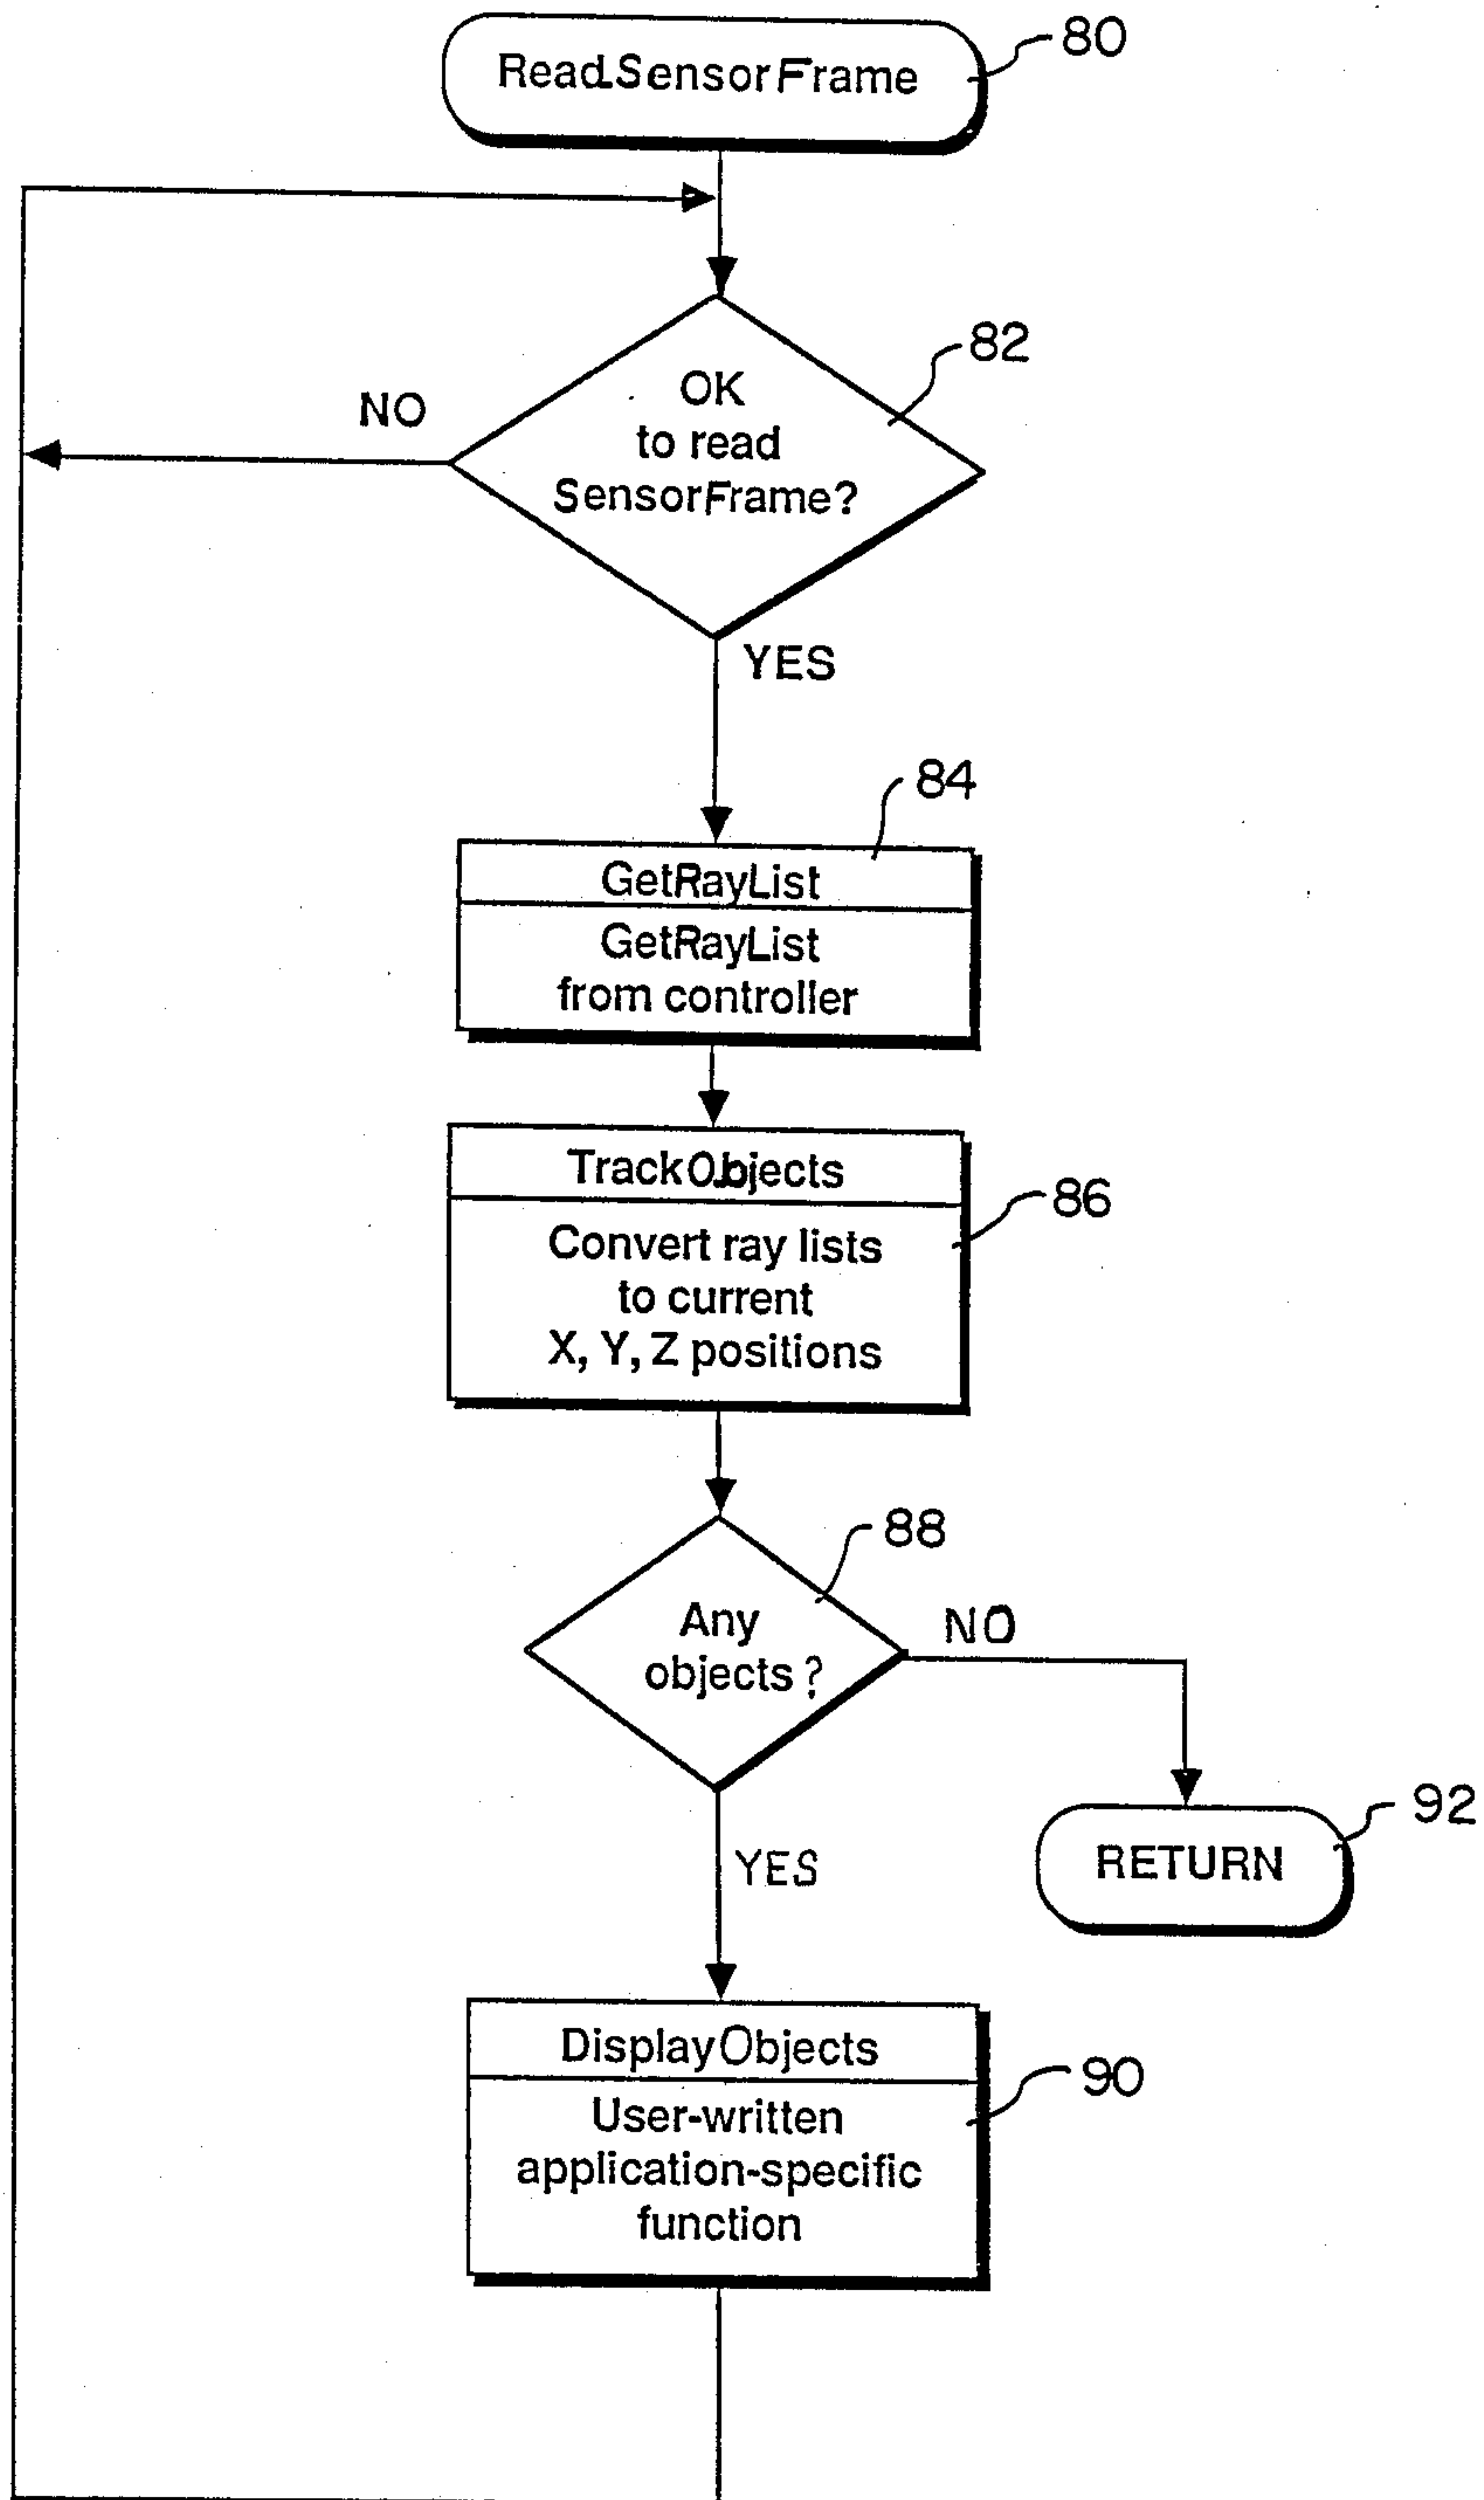 ReadSensorFrame
80
82
OK
to read
SensorFrame?
NO
YES
84
GetRayList
GetRayList
from controller
TrackObjects
86
Convert ray lists
to current
X, Y, Z positions
88
Any
objects?
NO
92
RETURN
YES
DisplayObjects
90
User-written
application-specific
function